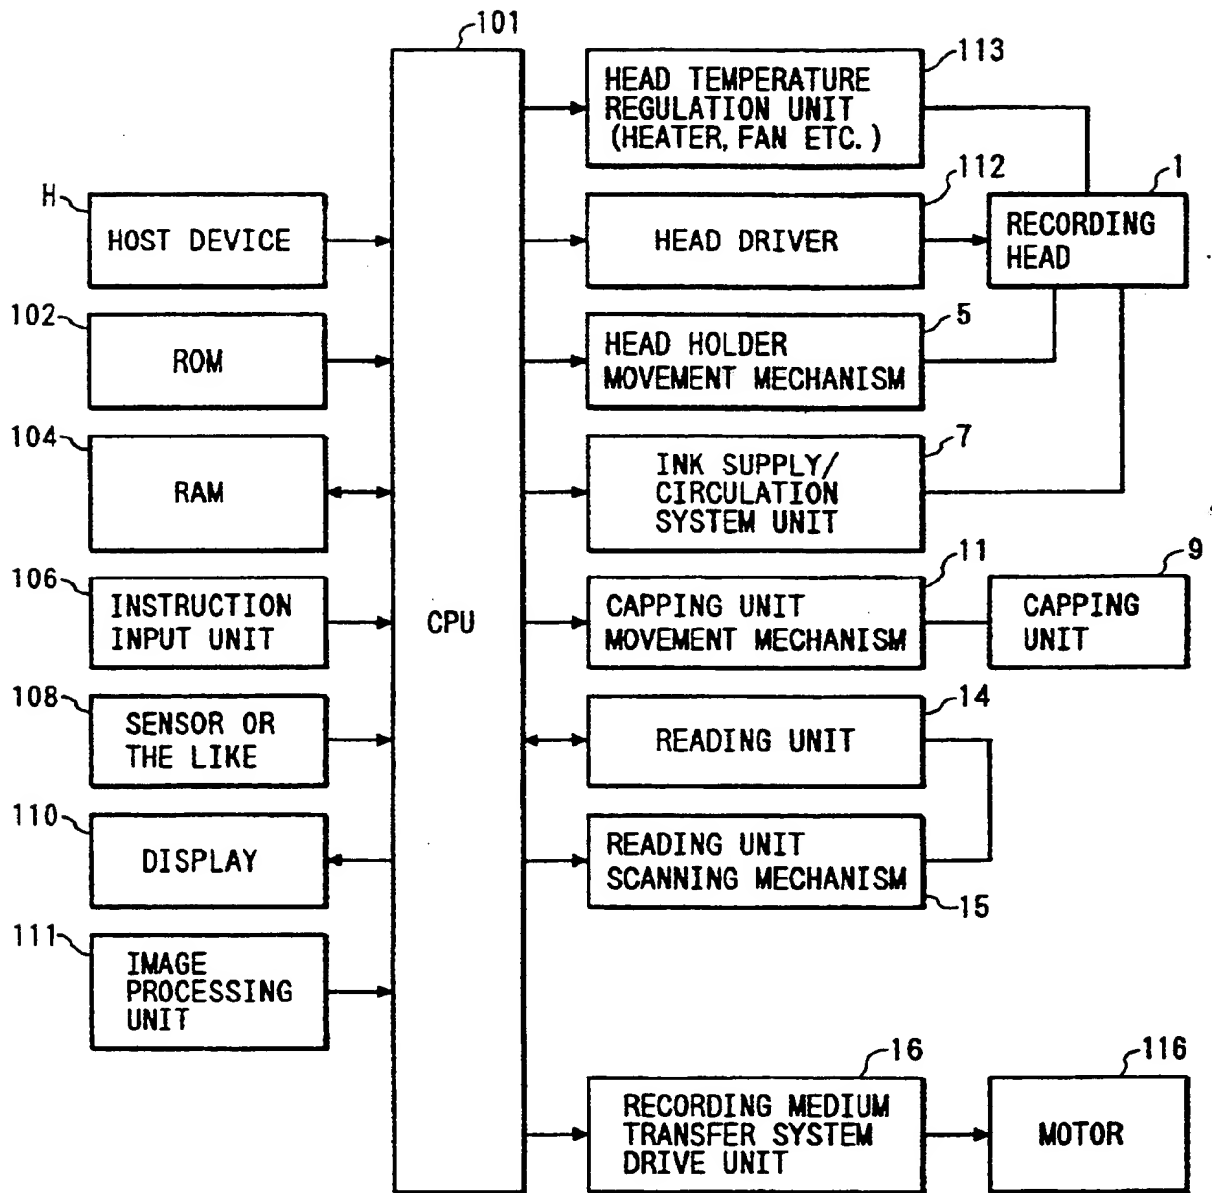 101
113
HEAD TEMPERATURE
REGULATION UNIT
(HEATER, FAN ETC.)
H
HOST DEVICE
112
HEAD DRIVER
1
RECORDING
HEAD
102
ROM
5
HEAD HOLDER
MOVEMENT MECHANISM
104
RAM
7
INK SUPPLY/
CIRCULATION
SYSTEM UNIT
106
INSTRUCTION
INPUT UNIT
CPU
11
CAPPING UNIT
MOVEMENT MECHANISM
9
CAPPING
UNIT
108
SENSOR OR
THE LIKE
14
READING UNIT
110
DISPLAY
READING UNIT
SCANNING MECHANISM
15
111
IMAGE
PROCESSING
UNIT
16
RECORDING MEDIUM
TRANSFER SYSTEM
DRIVE UNIT
116
MOTOR